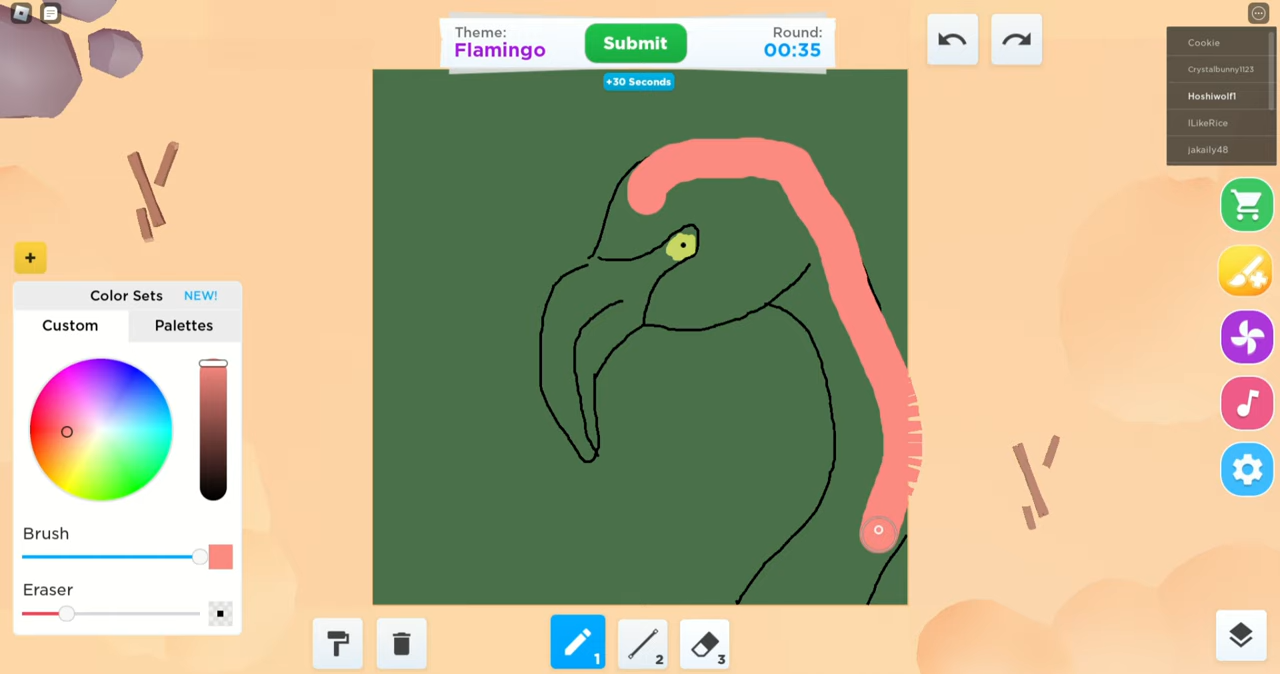 Theme:
Flamingo
Submit
Round:
00:35
+30 Seconds
Cookie
Crystalbunny1123
Hoshiwolf1
ILikeRice
jakaily48
+
Color Sets NEW!
Custom Palettes
Brush
Eraser
1
2
3